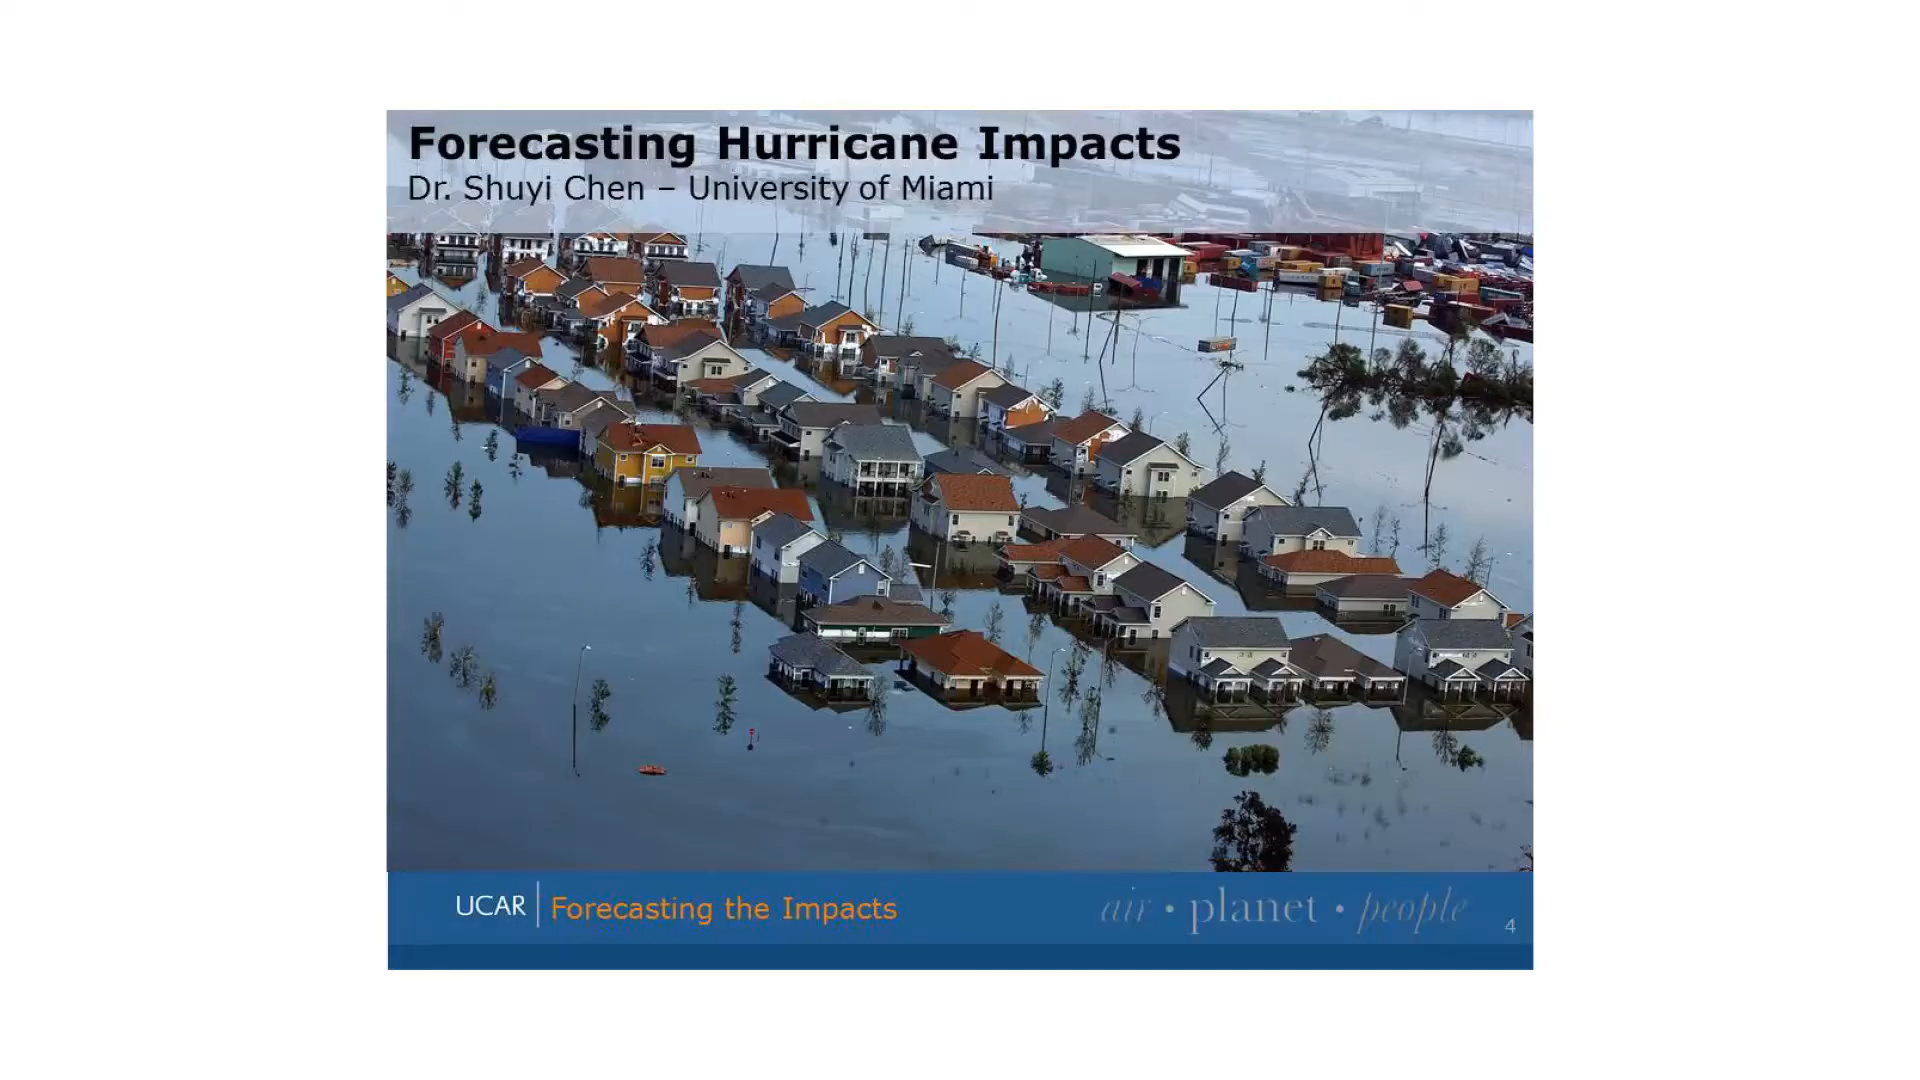 Forecasting Hurricane Impacts
Dr. Shuyi Chen – University of Miami
UCAR | Forecasting the Impacts
air • planet • people
4